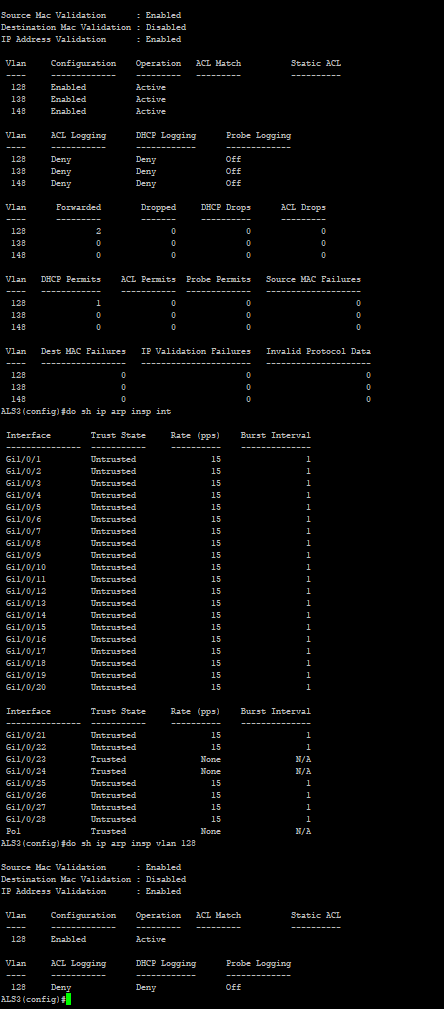 Source Mac Validation      : Enabled
Destination Mac Validation : Disabled
IP Address Validation      : Enabled
Vlan     Configuration    Operation   ACL Match          Static ACL
----     -------------    ---------   ---------          ----------
128     Enabled          Active
138     Enabled          Active
148     Enabled          Active
Vlan     ACL Logging      DHCP Logging      Probe Logging
----     -----------      ------------      -------------
128     Deny             Deny              Off
138     Deny             Deny              Off
148     Deny             Deny              Off
Vlan      Forwarded        Dropped     DHCP Drops      ACL Drops
----      ---------        -------     ----------      ---------
128              2              0              0              0
138              0              0              0              0
148              0              0              0              0
Vlan   DHCP Permits    ACL Permits  Probe Permits   Source MAC Failures
----   ------------    -----------  -------------   -------------------
128              1              0              0                     0
138              0              0              0                     0
148              0              0              0                     0
Vlan   Dest MAC Failures   IP Validation Failures   Invalid Protocol Data
----   -----------------   ----------------------   ---------------------
128                   0                        0                       0
138                   0                        0                       0
148                   0                        0                       0
ALS3(config)#do sh ip arp insp int
Interface        Trust State     Rate (pps)    Burst Interval
---------------  -----------     ----------    --------------
Gi1/0/1          Untrusted               15                 1
Gi1/0/2          Untrusted               15                 1
Gi1/0/3          Untrusted               15                 1
Gi1/0/4          Untrusted               15                 1
Gi1/0/5          Untrusted               15                 1
Gi1/0/6          Untrusted               15                 1
Gi1/0/7          Untrusted               15                 1
Gi1/0/8          Untrusted               15                 1
Gi1/0/9          Untrusted               15                 1
Gi1/0/10         Untrusted               15                 1
Gi1/0/11         Untrusted               15                 1
Gi1/0/12         Untrusted               15                 1
Gi1/0/13         Untrusted               15                 1
Gi1/0/14         Untrusted               15                 1
Gi1/0/15         Untrusted               15                 1
Gi1/0/16         Untrusted               15                 1
Gi1/0/17         Untrusted               15                 1
Gi1/0/18         Untrusted               15                 1
Gi1/0/19         Untrusted               15                 1
Gi1/0/20         Untrusted               15                 1
Interface        Trust State     Rate (pps)    Burst Interval
---------------  -----------     ----------    --------------
Gi1/0/21         Untrusted               15                 1
Gi1/0/22         Untrusted               15                 1
Gi1/0/23         Trusted               None               N/A
Gi1/0/24         Trusted               None               N/A
Gi1/0/25         Untrusted               15                 1
Gi1/0/26         Untrusted               15                 1
Gi1/0/27         Untrusted               15                 1
Gi1/0/28         Untrusted               15                 1
Po1              Trusted               None               N/A
ALS3(config)#do sh ip arp insp vlan 128
Source Mac Validation      : Enabled
Destination Mac Validation : Disabled
IP Address Validation      : Enabled
Vlan     Configuration    Operation   ACL Match          Static ACL
----     -------------    ---------   ---------          ----------
128     Enabled          Active
Vlan     ACL Logging      DHCP Logging      Probe Logging
----     -----------      ------------      -------------
128     Deny             Deny              Off
ALS3(config)#